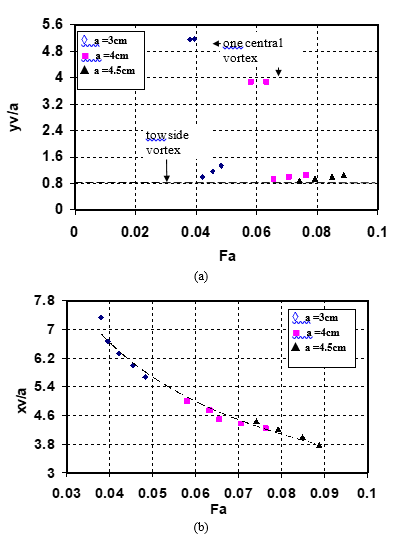 5.6
4.8
4
3.2
2.4
1.6
0.8
0
yv/a
a =3cm
a =4cm
a =4.5cm
one central
vortex
tow side
vortex
0 0.02 0.04 0.06 0.08 0.1
Fa
(a)
7.8
7
6.2
5.4
4.6
3.8
3
xv/a
a =3cm
a =4cm
a =4.5cm
0.03 0.04 0.05 0.06 0.07 0.08 0.09 0.1
Fa
(b)